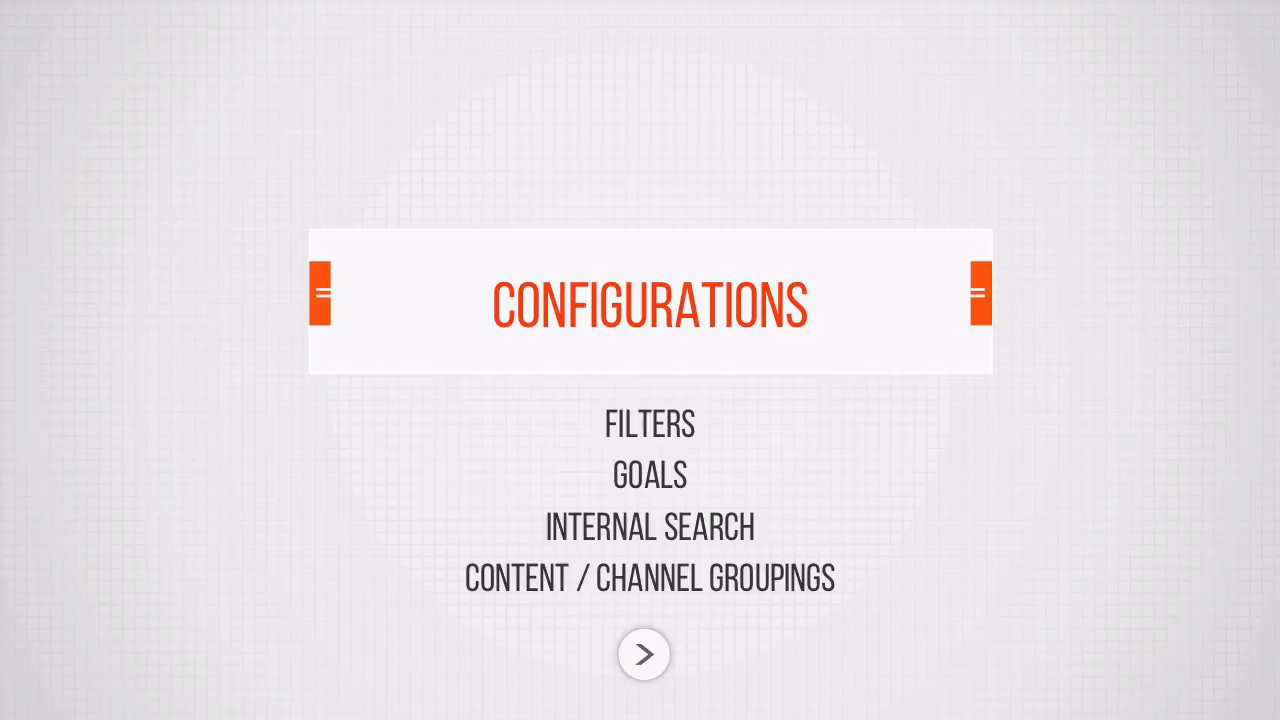 CONFIGURATIONS
FILTERS
GOALS
INTERNAL SEARCH
CONTENT / CHANNEL GROUPINGS